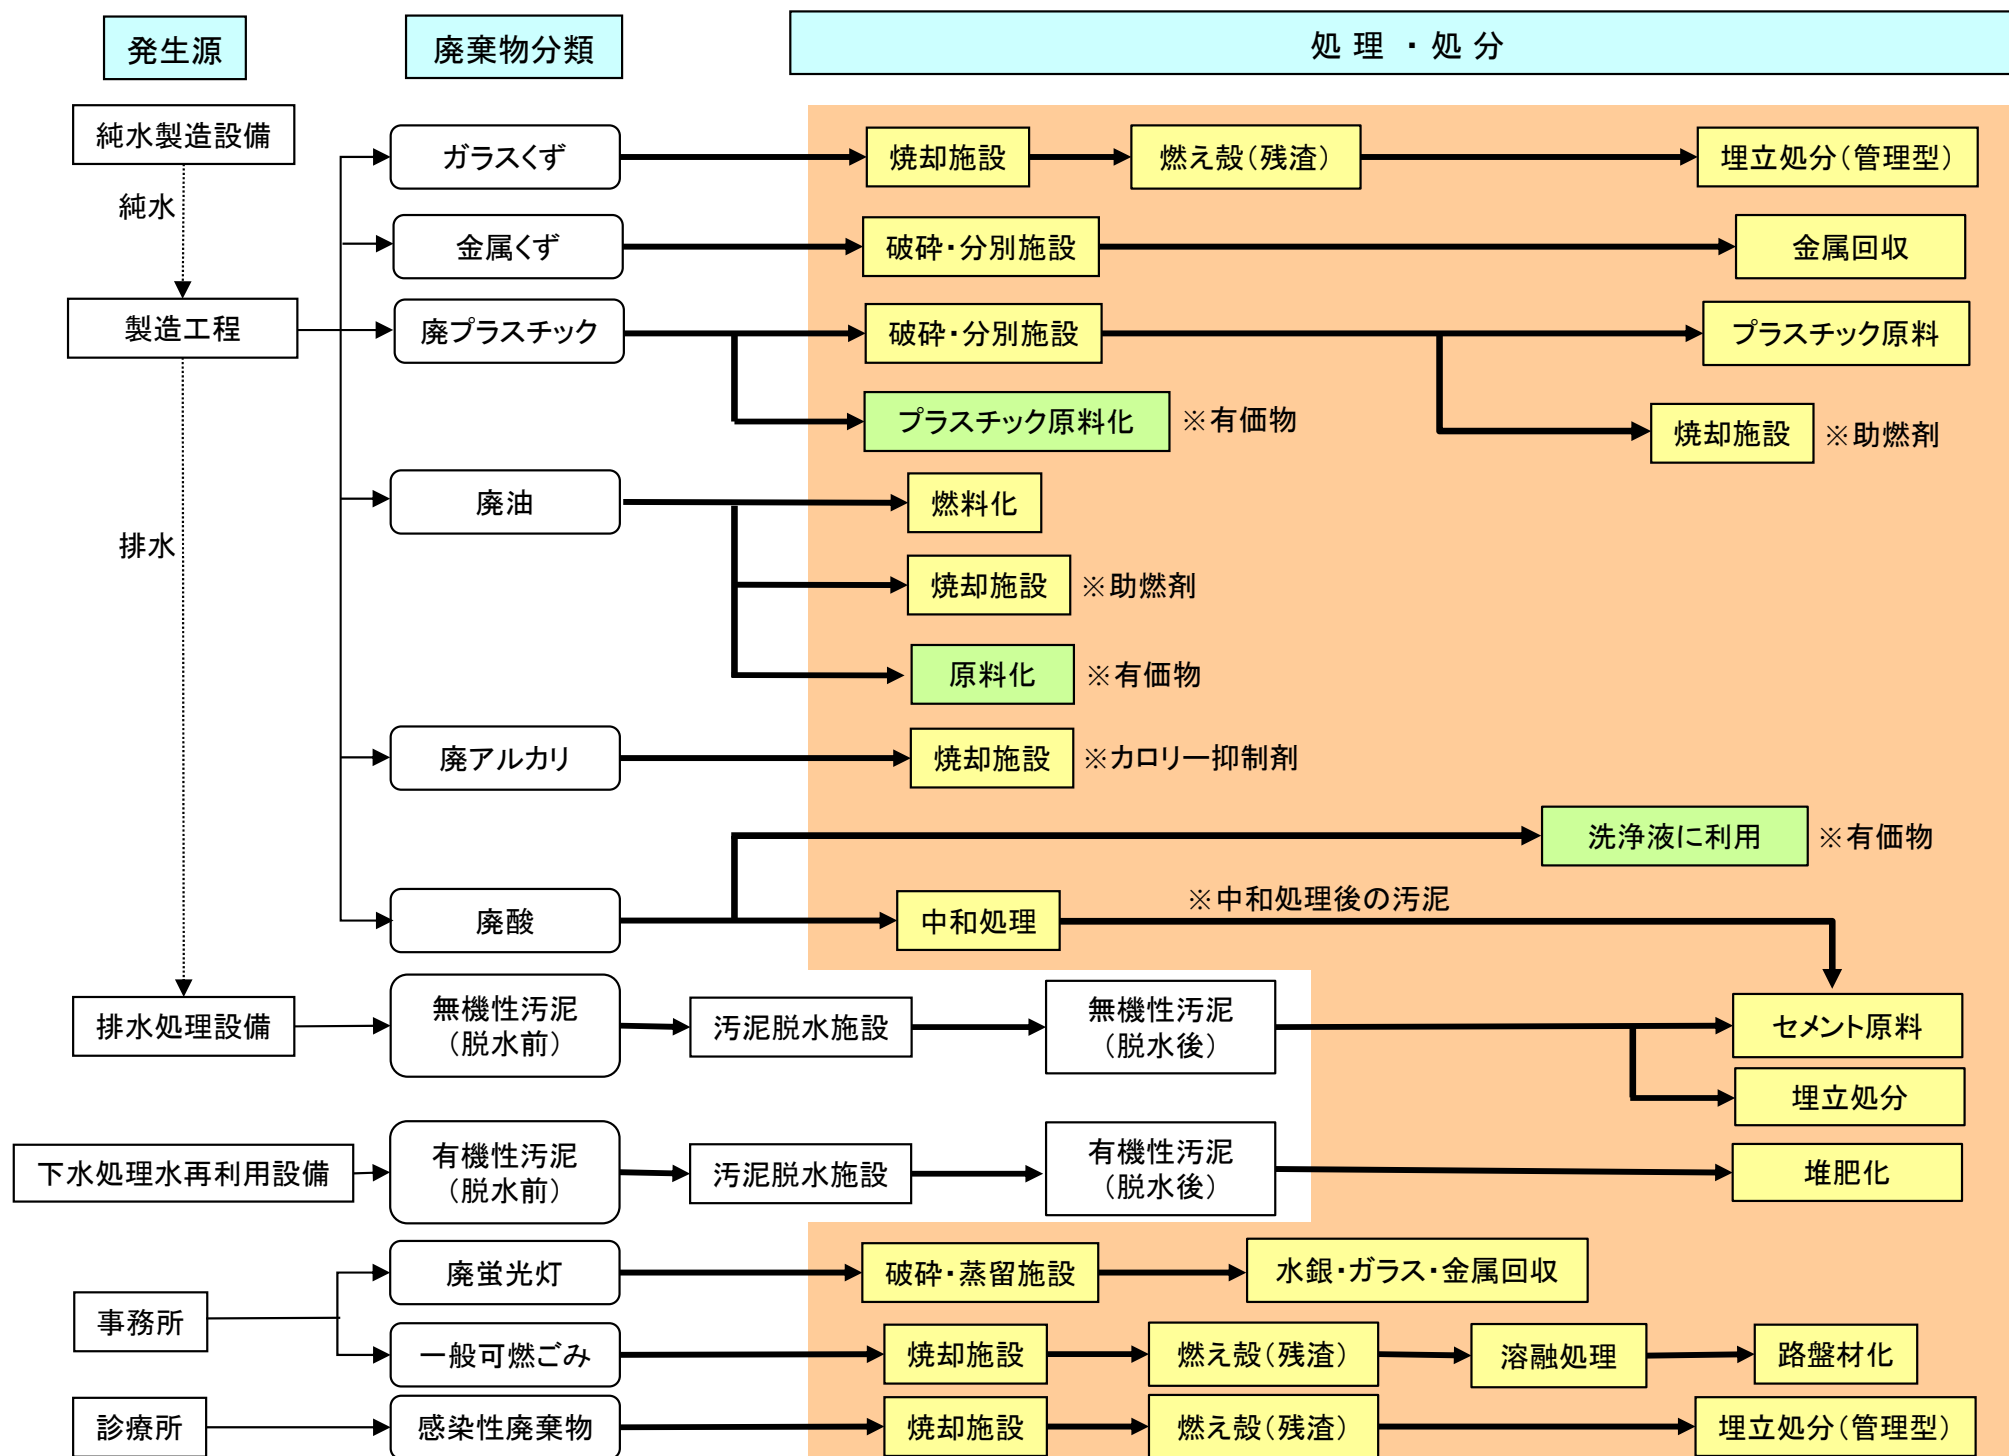 発生源
廃棄物分類
処理・処分
純水製造設備
純水
製造工程
排水
ガラスくず
焼却施設
燃え殻(残渣)
埋立処分(管理型)
金属くず
破砕・分別施設
金属回収
廃プラスチック
破砕・分別施設
プラスチック原料
プラスチック原料化
※有価物
焼却施設
※助燃剤
廃油
燃料化
焼却施設
※助燃剤
原料化
※有価物
廃アルカリ
焼却施設
※カロリー抑制剤
洗浄液に利用
※有価物
廃酸
中和処理
※中和処理後の汚泥
排水処理設備
無機性汚泥
(脱水前)
汚泥脱水施設
無機性汚泥
(脱水後)
セメント原料
埋立処分
下水処理水再利用設備
有機性汚泥
(脱水前)
汚泥脱水施設
有機性汚泥
(脱水後)
堆肥化
事務所
廃蛍光灯
破砕・蒸留施設
水銀・ガラス・金属回収
一般可燃ごみ
焼却施設
燃え殻(残渣)
溶融処理
路盤材化
診療所
感染性廃棄物
焼却施設
燃え殻(残渣)
埋立処分(管理型)